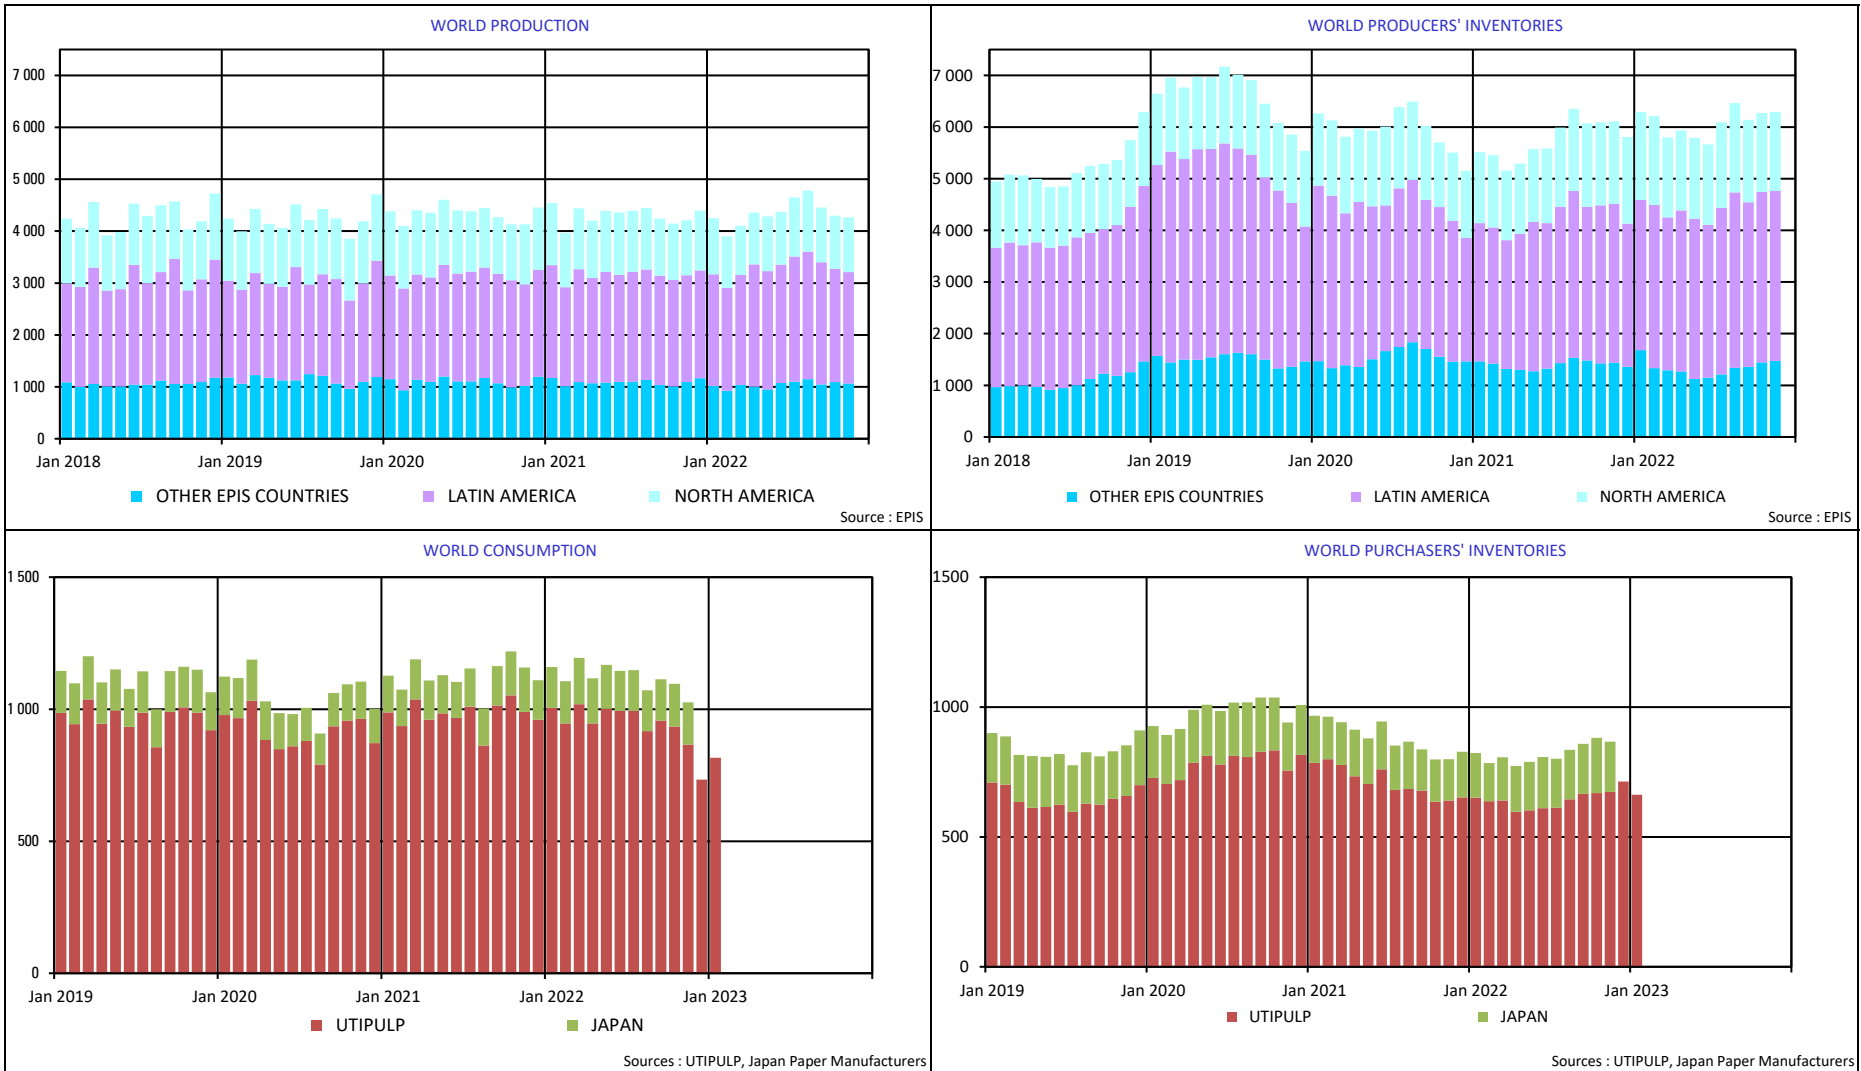 WORLD PRODUCTION
7 000
6 000
5 000
4 000
3 000
2 000
1 000
0
Jan 2018 Jan 2019 Jan 2020 Jan 2021 Jan 2022
OTHER EPIS COUNTRIES LATIN AMERICA NORTH AMERICA
Source : EPIS
WORLD PRODUCERS' INVENTORIES
7 000
6 000
5 000
4 000
3 000
2 000
1 000
0
Jan 2018 Jan 2019 Jan 2020 Jan 2021 Jan 2022
OTHER EPIS COUNTRIES LATIN AMERICA NORTH AMERICA
Source : EPIS
WORLD CONSUMPTION
1 500
1 000
500
0
Jan 2019 Jan 2020 Jan 2021 Jan 2022 Jan 2023
UTIPULP JAPAN
Sources : UTIPULP, Japan Paper Manufacturers
WORLD PURCHASERS' INVENTORIES
1500
1000
500
0
Jan 2019 Jan 2020 Jan 2021 Jan 2022 Jan 2023
UTIPULP JAPAN
Sources : UTIPULP, Japan Paper Manufacturers